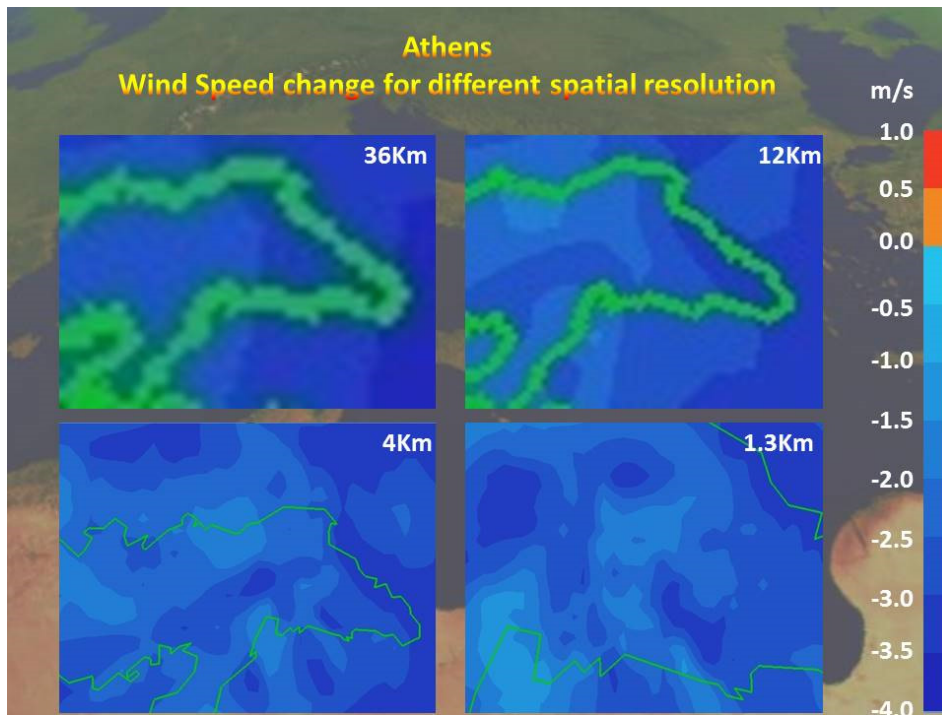 Athens
Wind Speed change for different spatial resolution
m/s
36Km
12Km
1.0
0.5
0.0
-0.5
-1.0
-1.5
4Km
1.3Km
-2.0
-2.5
-3.0
-3.5
-4.0